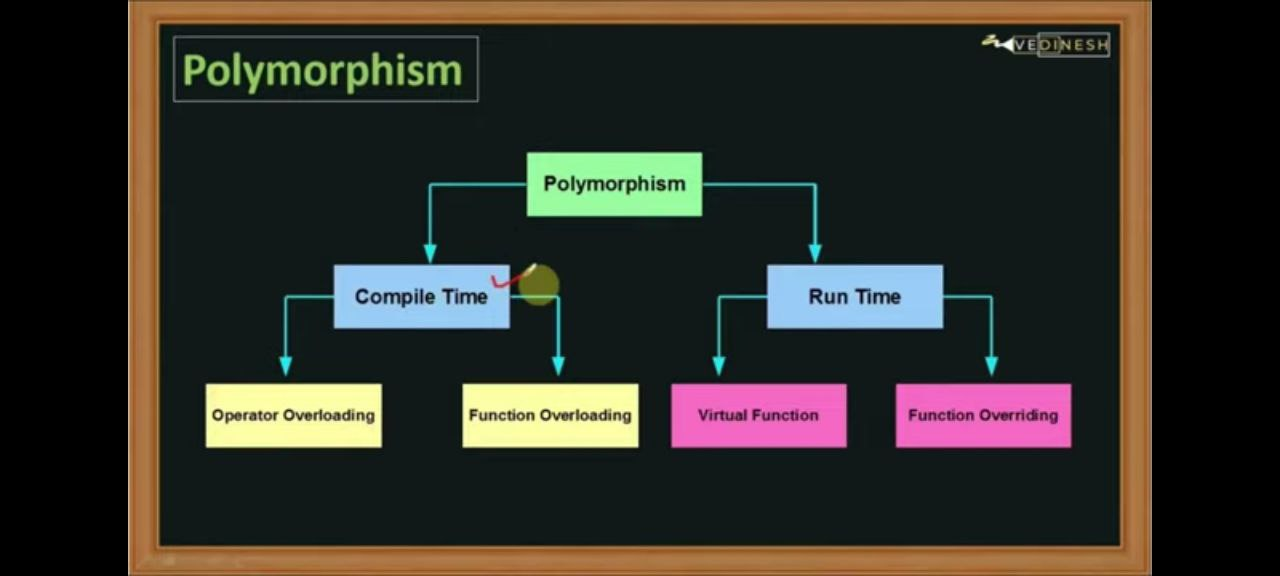 Polymorphism
VEDINESH
Polymorphism
Compile Time
Run Time
Operator Overloading
Function Overloading
Virtual Function
Function Overriding